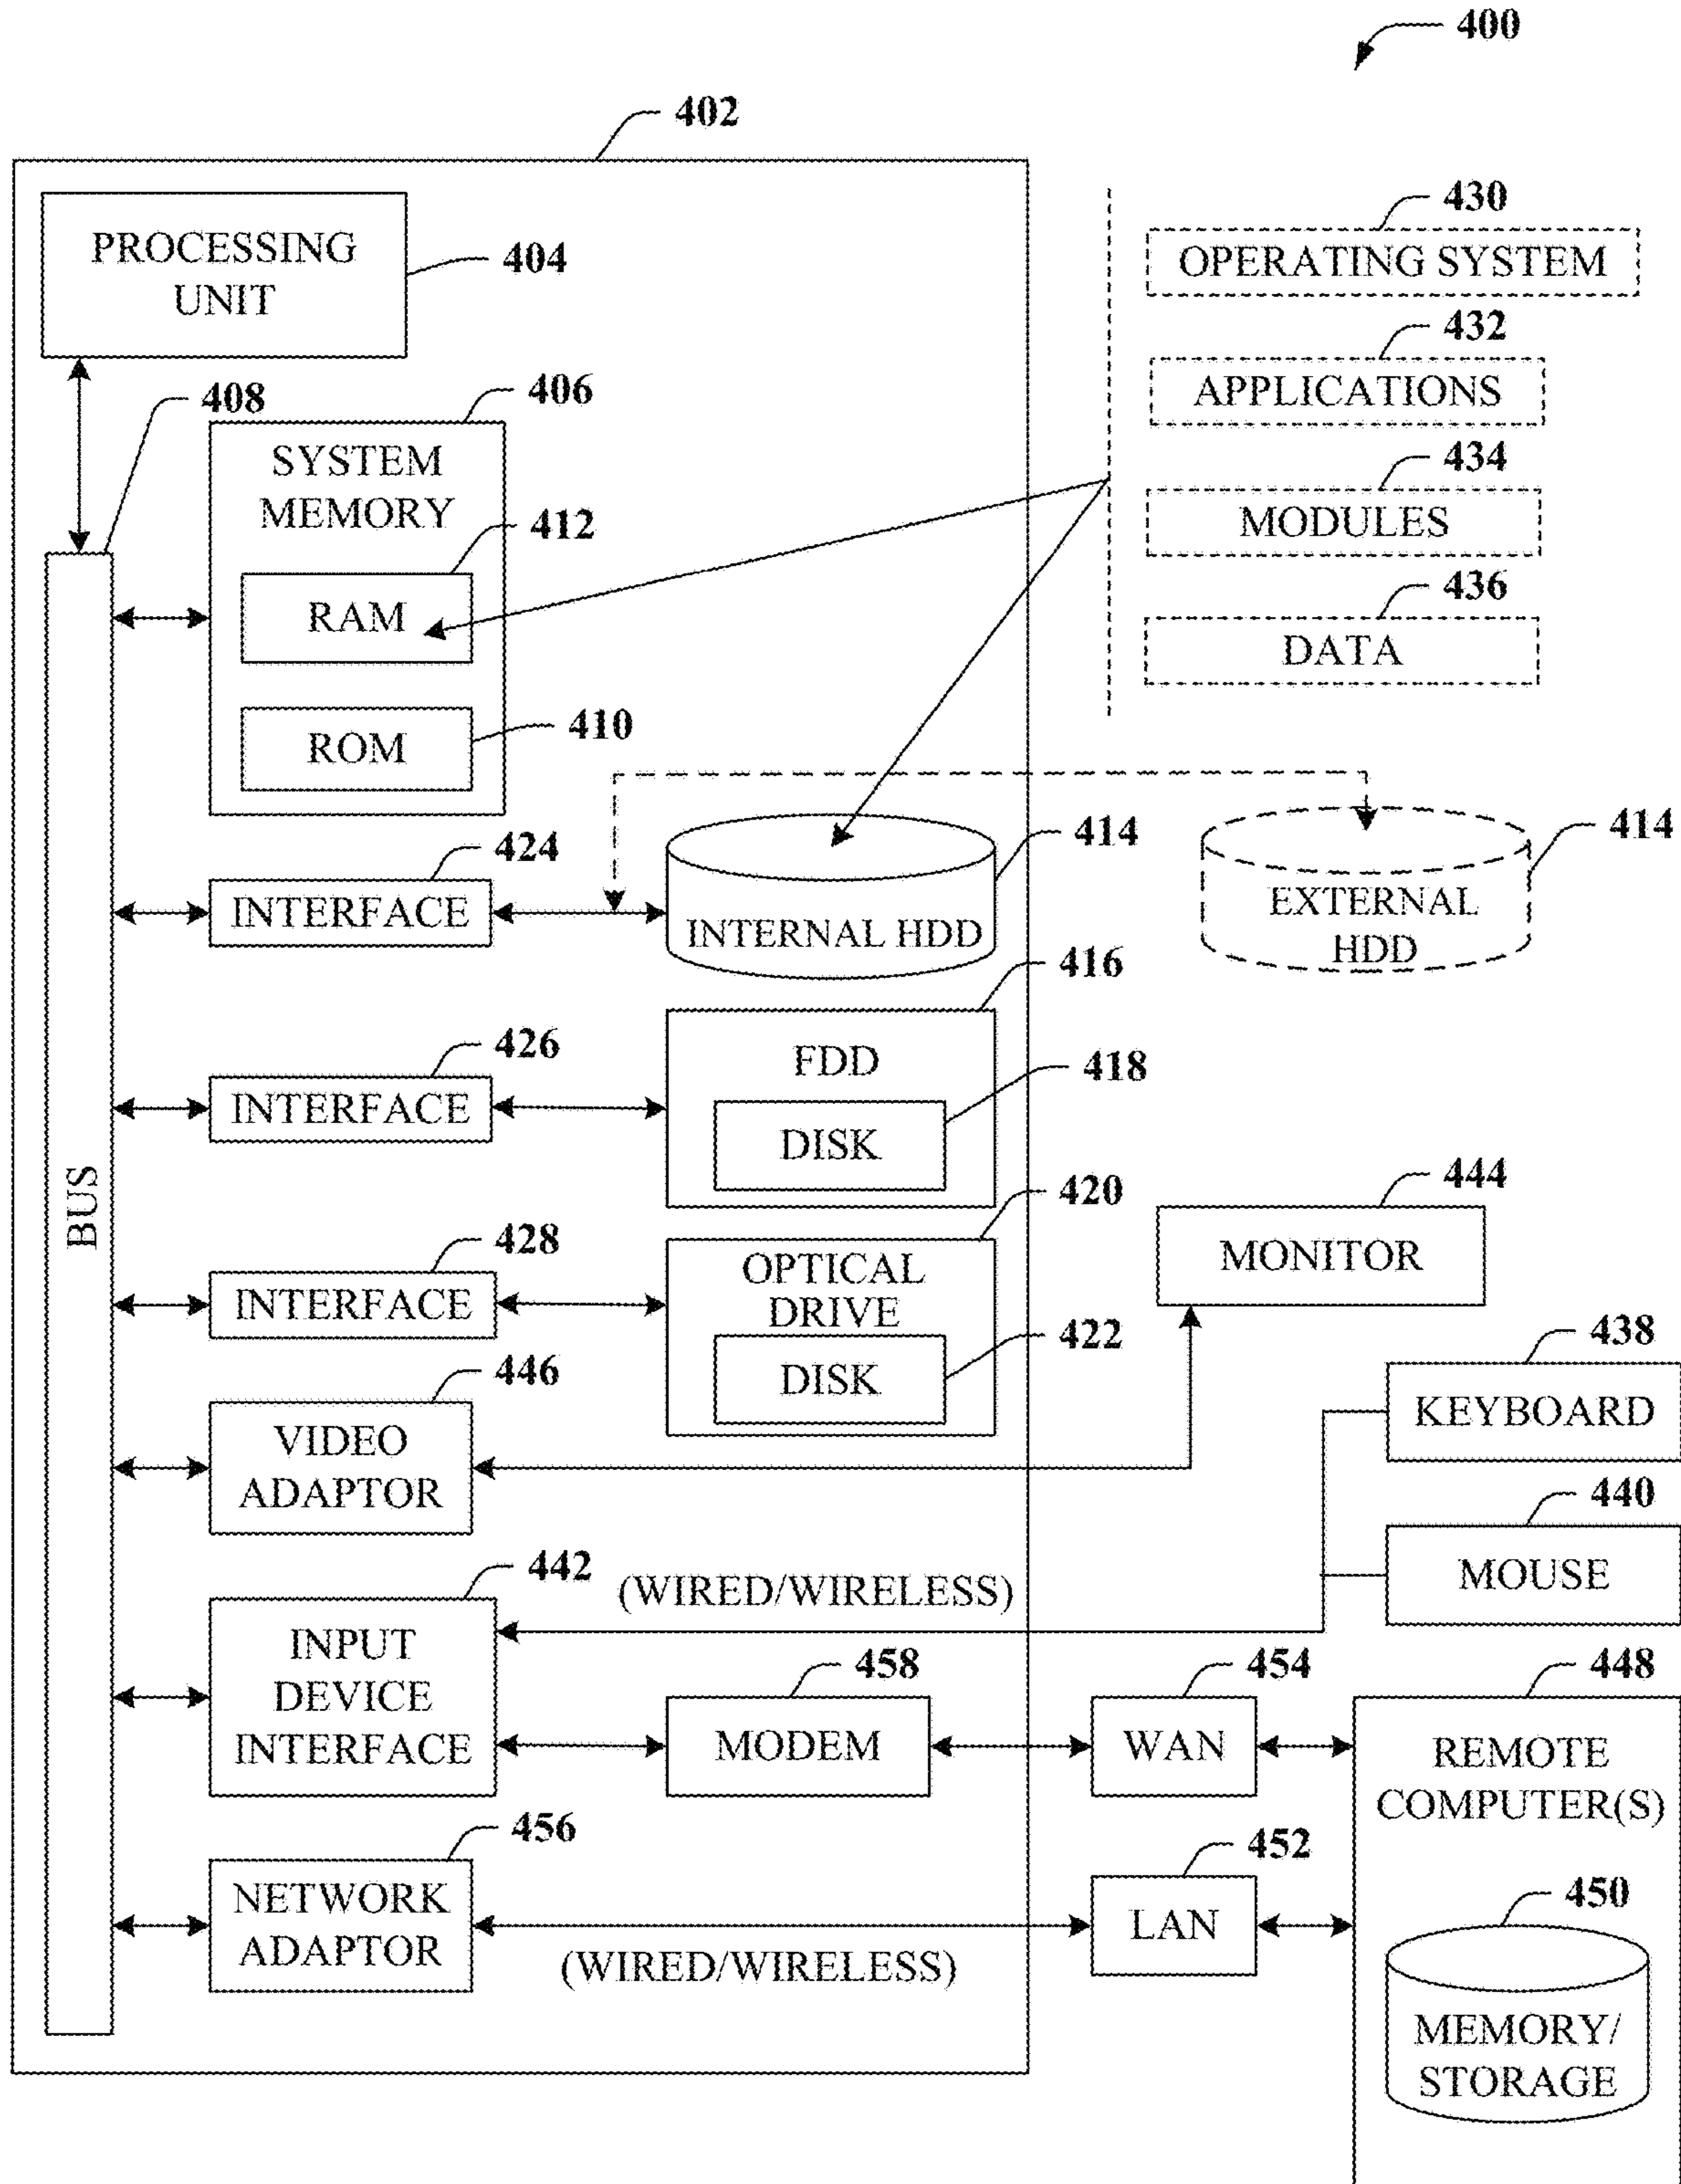 400
402
PROCESSING
UNIT
404
430
OPERATING SYSTEM
432
APPLICATIONS
434
MODULES
436
DATA
408
406
SYSTEM
MEMORY
412
RAM
410
ROM
424
INTERFACE
414
INTERNAL HDD
414
EXTERNAL
HDD
416
426
INTERFACE
FDD
418
DISK
BUS
420
428
INTERFACE
OPTICAL
DRIVE
422
DISK
444
MONITOR
438
KEYBOARD
446
VIDEO
ADAPTOR
440
MOUSE
442
(WIRED/WIRELESS)
INPUT
DEVICE
INTERFACE
458
MODEM
454
WAN
448
REMOTE
COMPUTER(S)
456
NETWORK
ADAPTOR
(WIRED/WIRELESS)
452
LAN
450
MEMORY/
STORAGE